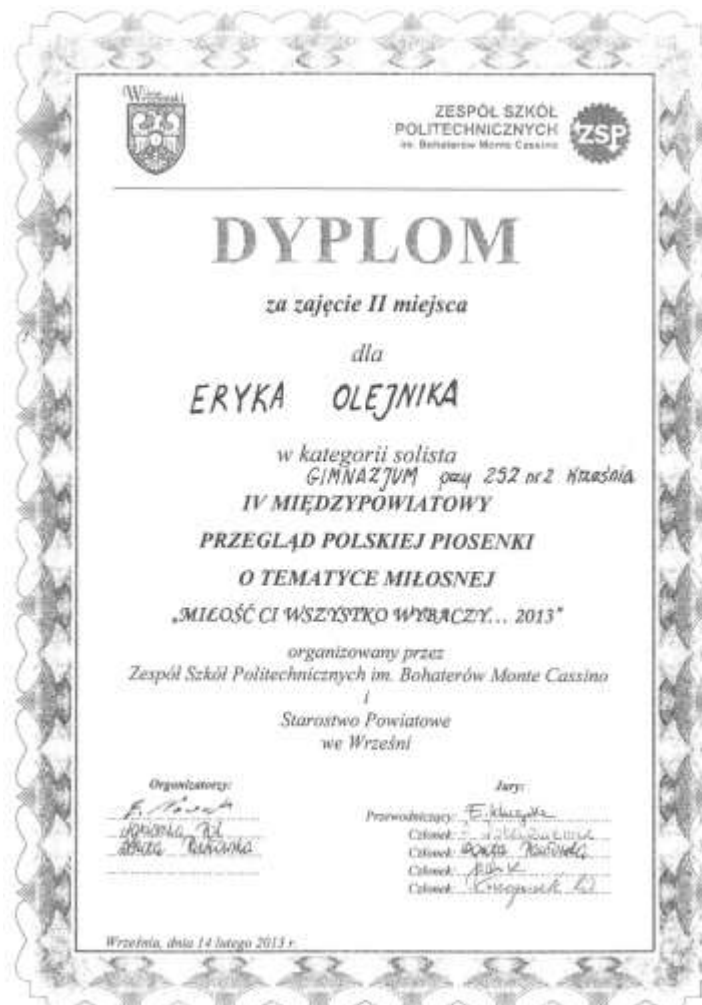 Września
ZESPÓŁ SZKÓŁ
POLITECHNICZNYCH
im. Bohaterów Monte Cassino
ZSP
DYPLOM
za zajęcie II miejsca
dla
ERYKA OLEJNIKA
w kategorii solista
GIMNAZJUM przy ZSZ nr 2 Września
IV MIĘDZYPOWIATOWY
PRZEGLĄD POLSKIEJ PIOSENKI
O TEMATYCE MIŁOSNEJ
„MIŁOŚĆ CI WSZYSTKO WYBACZY... 2013"
organizowany przez
Zespół Szkół Politechnicznych im. Bohaterów Monte Cassino
i
Starostwo Powiatowe
we Wrześni
Organizatorzy:
Jury:
Przewodniczący:
Członek:
Członek:
Członek:
Członek:
Września, dnia 14 lutego 2013 r.